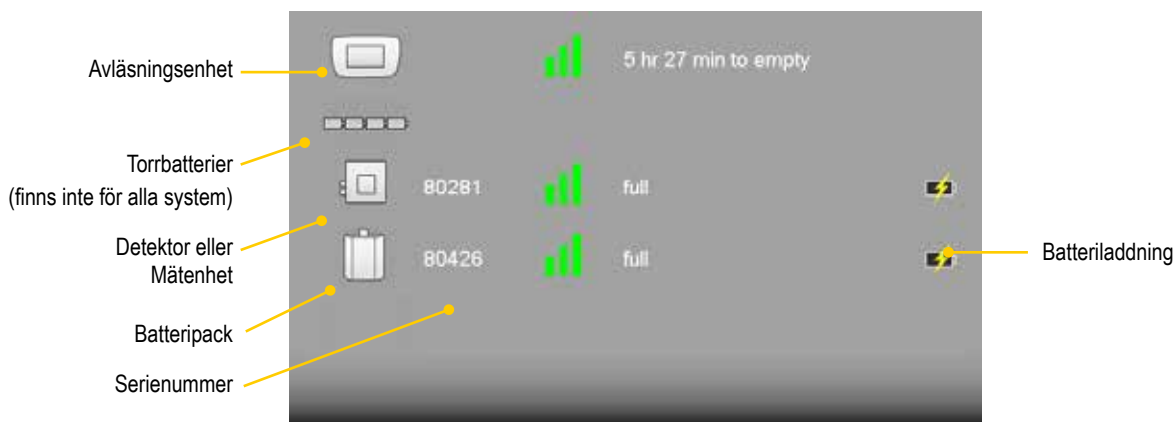 Avläsningsenhet
5 hr 27 min to empty
Torrbatterier
(finns inte för alla system)
80281 full
Detektor eller
Mätenhet
80426 full
Batteriladdning
Batteripack
Serienummer